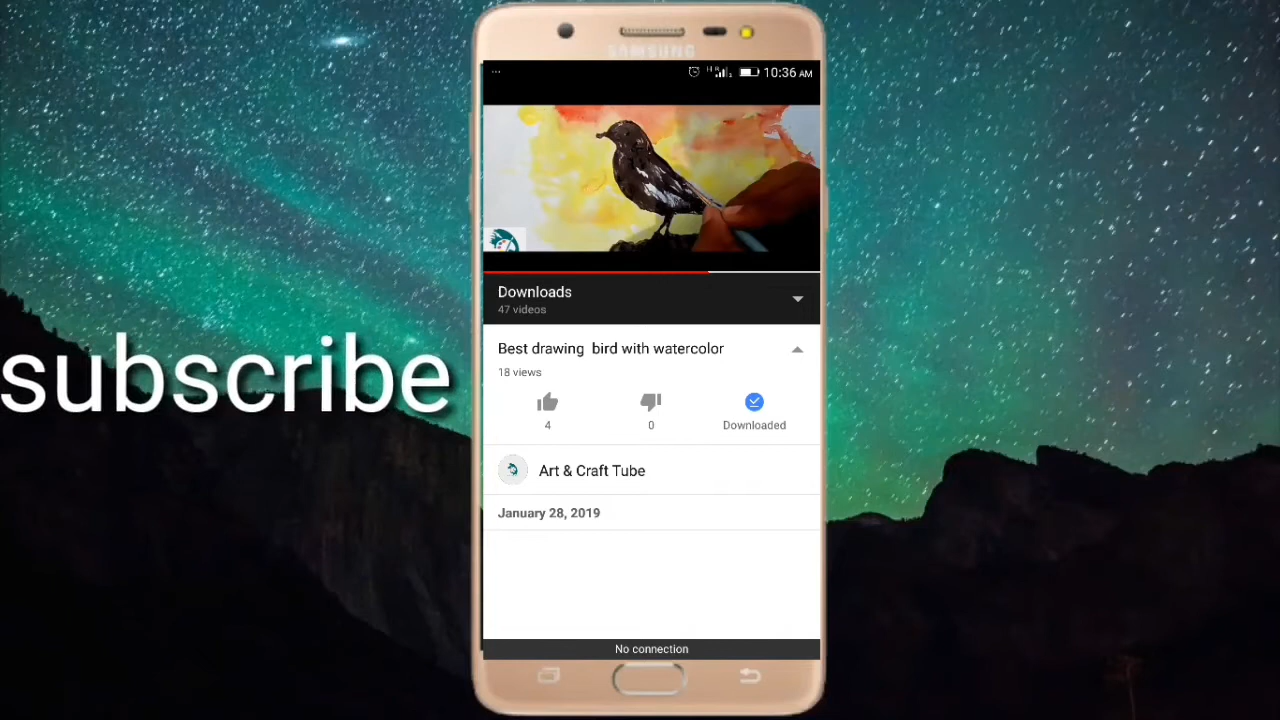 SAMSUNG
10:36 AM
Downloads
47 videos
Best drawing bird with watercolor
18 views
4
0
Downloaded
Art & Craft Tube
January 28, 2019
No connection
subscribe